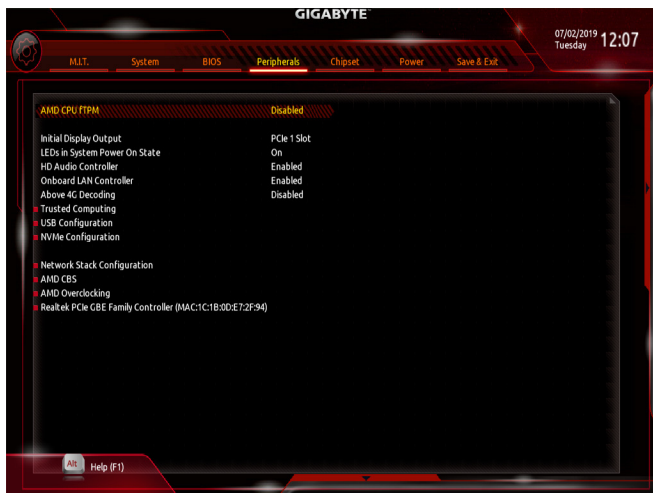 GIGABYTE™
07/02/2019 12:07
Tuesday
M.I.T. System BIOS Peripherals Chipset Power Save & Exit
AMD CPU fTPM Disabled
Initial Display Output PCIe 1 Slot
LEDs in System Power On State On
HD Audio Controller Enabled
Onboard LAN Controller Enabled
Above 4G Decoding Disabled
Trusted Computing
USB Configuration
NVMe Configuration
Network Stack Configuration
AMD CBS
AMD Overclocking
Realtek PCIe GBE Family Controller (MAC:1C:1B:0D:E7:2F:94)
Alt Help (F1)